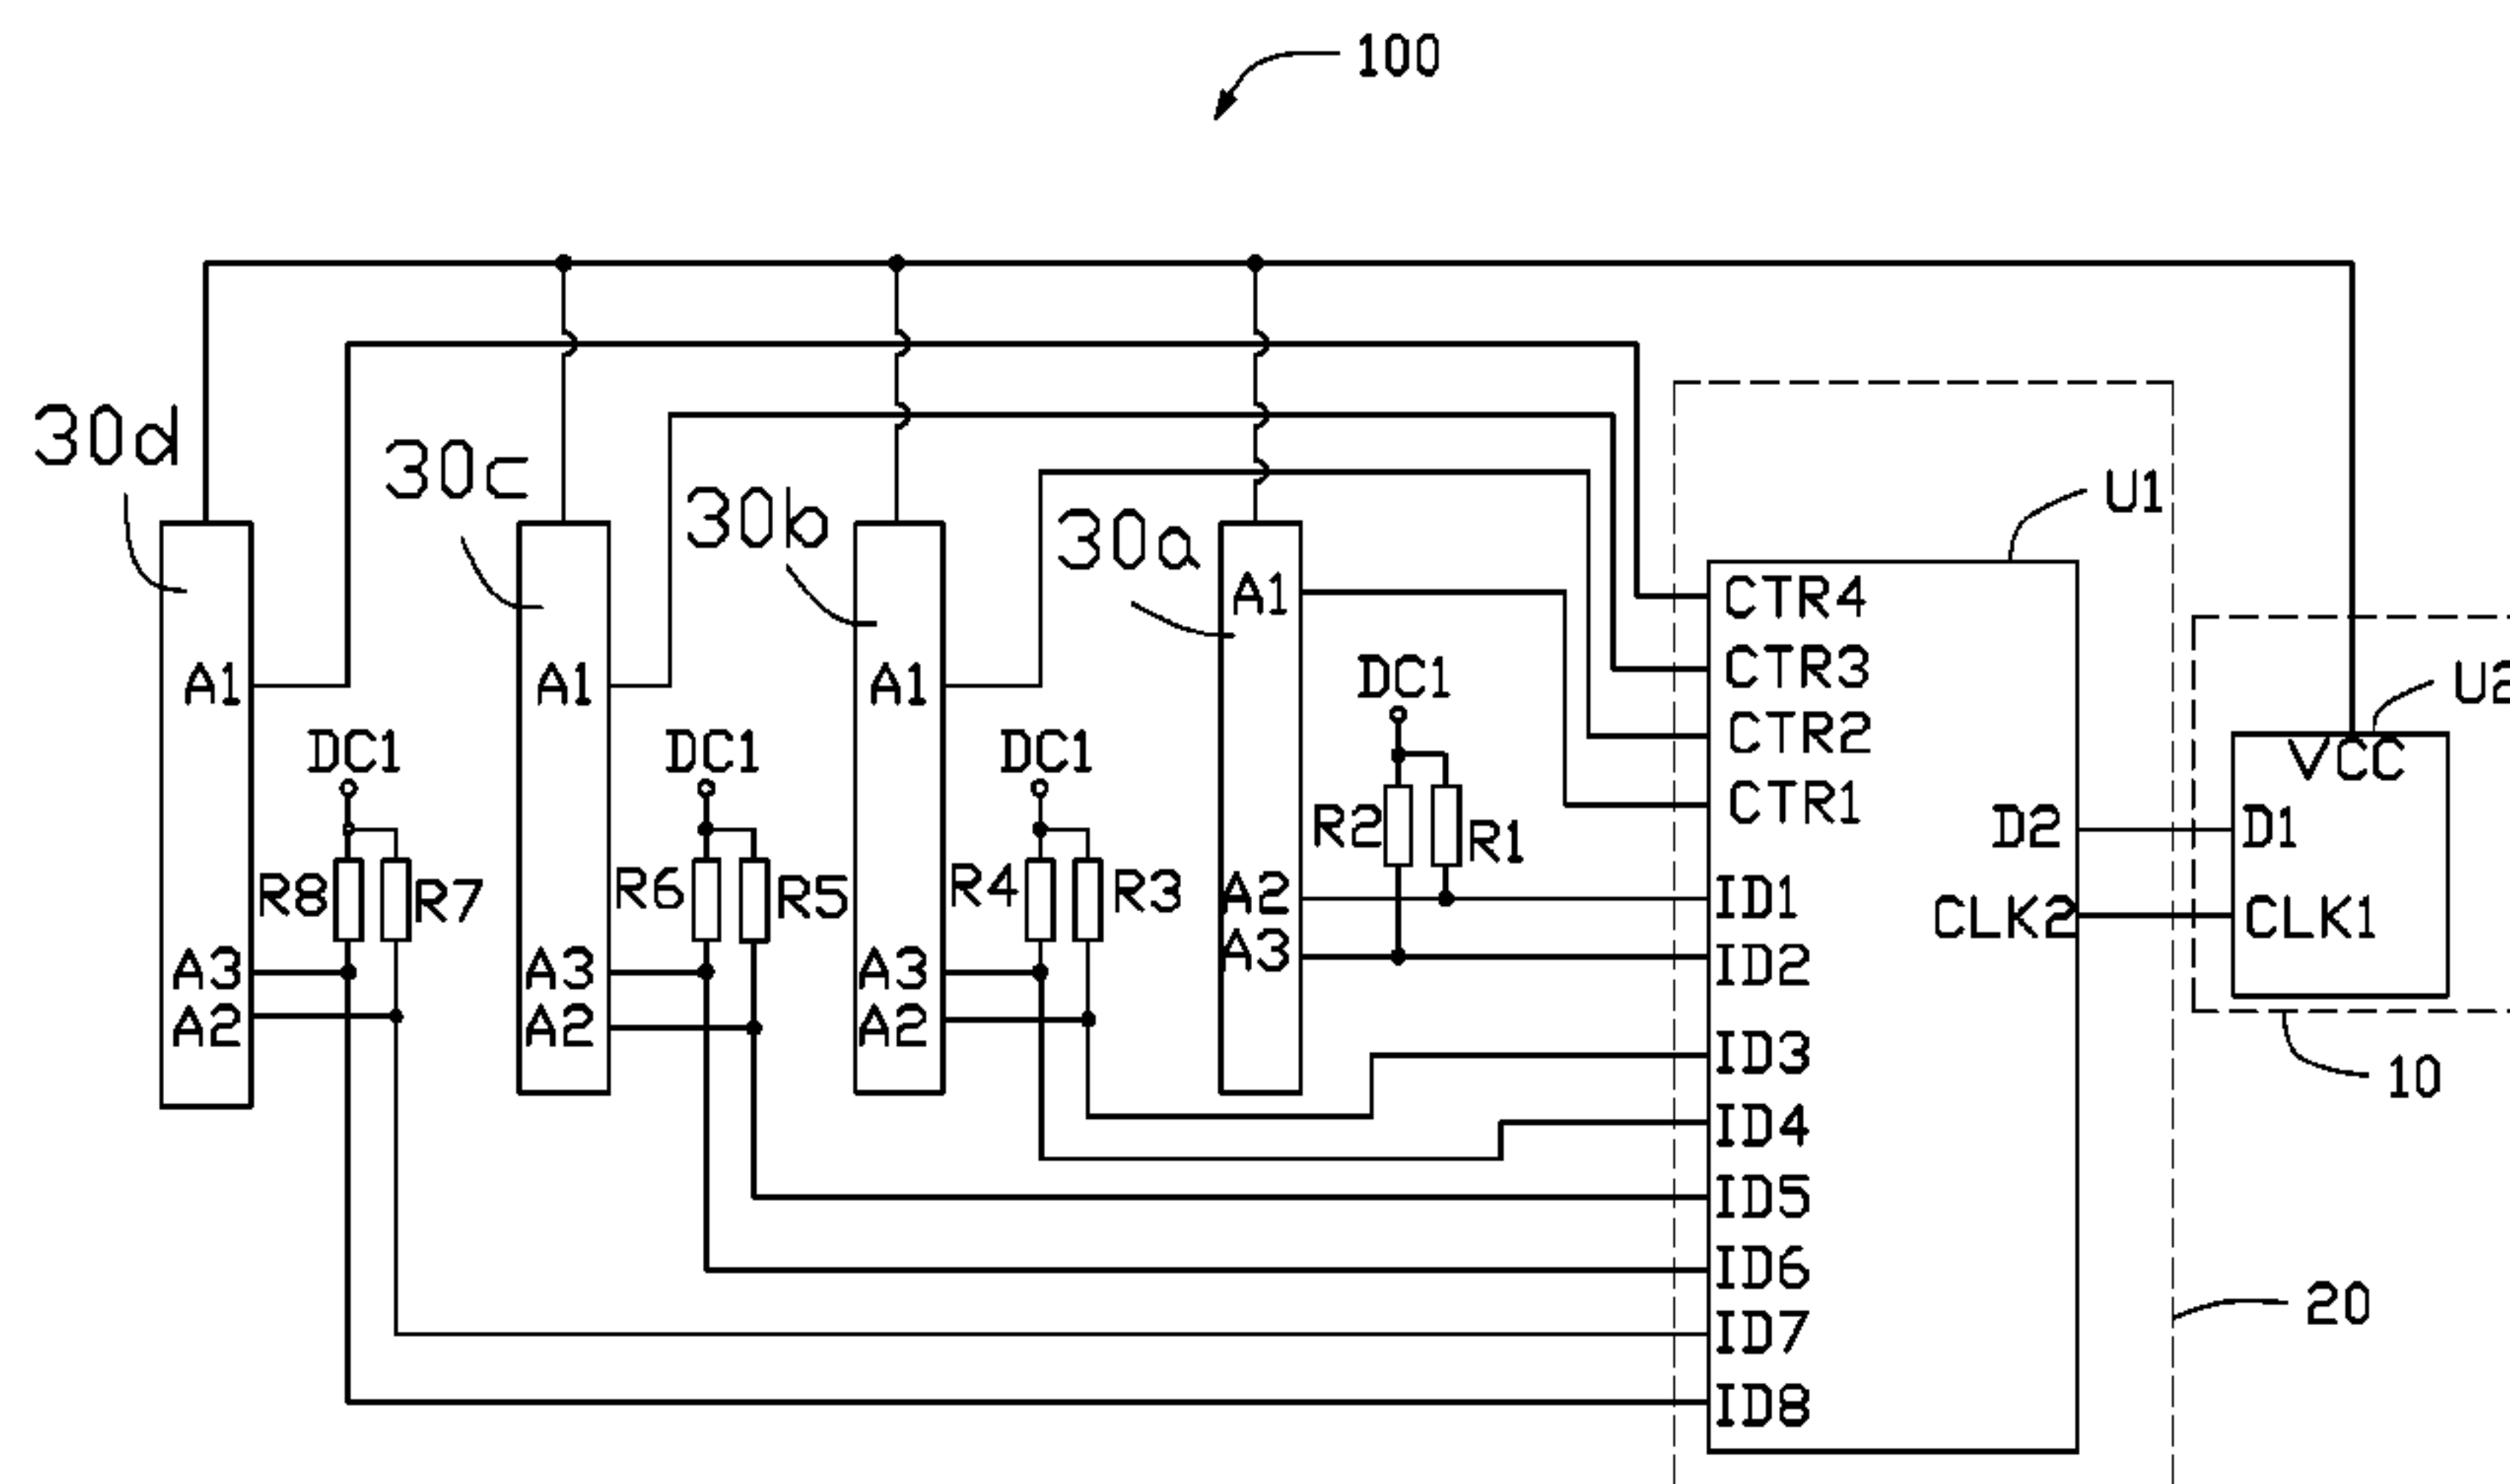 100
30d
30c
30b
30a
U1
A1
CTR4
A1
A1
A1
DC1
CTR3
U2
DC1
DC1
DC1
CTR2
VCC
CTR1
R2
R1
D2
D1
R8
R7
R6
R5
R4
R3
A2
ID1
CLK2
CLK1
A3
A3
A3
A3
ID2
A2
A2
A2
ID3
10
ID4
ID5
ID6
20
ID7
ID8